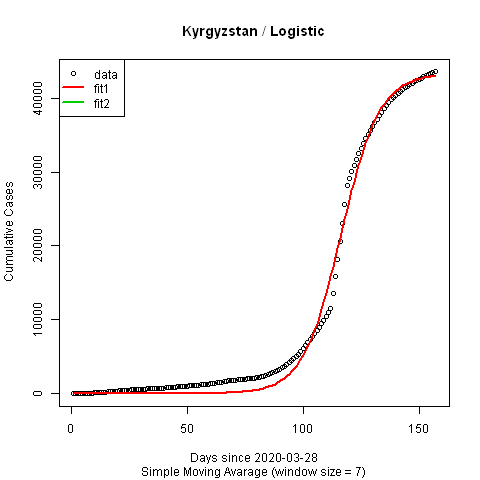 Kyrgyzstan / Logistic
data
fit1
fit2
Cumulative Cases
0
10000
20000
30000
40000
0
50
100
150
Days since 2020-03-28
Simple Moving Avarage (window size = 7)